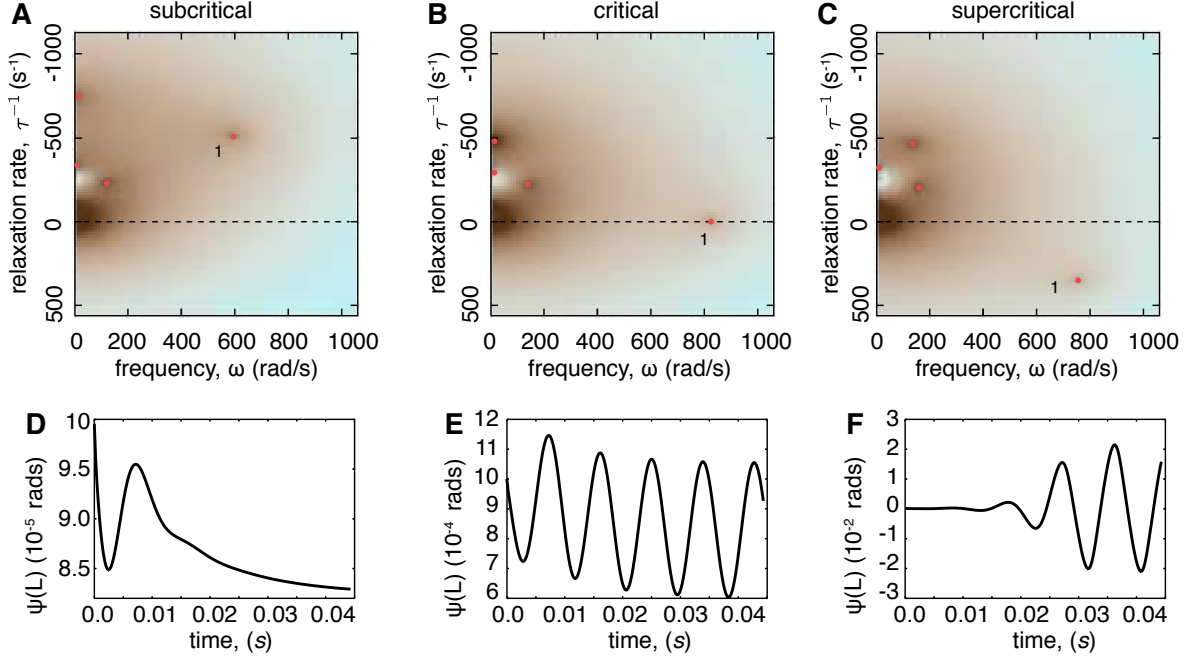 A subcritical
B critical
C supercritical
relaxation rate, τ⁻¹ (s⁻¹)
-1000
-500
0
500
1
0 200 400 600 800 1000
frequency, ω (rad/s)
relaxation rate, τ⁻¹ (s⁻¹)
-1000
-500
0
500
1
0 200 400 600 800 1000
frequency, ω (rad/s)
relaxation rate, τ⁻¹ (s⁻¹)
-1000
-500
0
500
1
0 200 400 600 800 1000
frequency, ω (rad/s)
D
ψ(L) (10⁻⁵ rads)
10
9.5
9.0
8.5
0.0 0.01 0.02 0.03 0.04
time, (s)
E
ψ(L) (10⁻⁴ rads)
12
11
10
9
8
7
6
0.0 0.01 0.02 0.03 0.04
time, (s)
F
ψ(L) (10⁻² rads)
3
2
1
0
-1
-2
-3
0.0 0.01 0.02 0.03 0.04
time, (s)